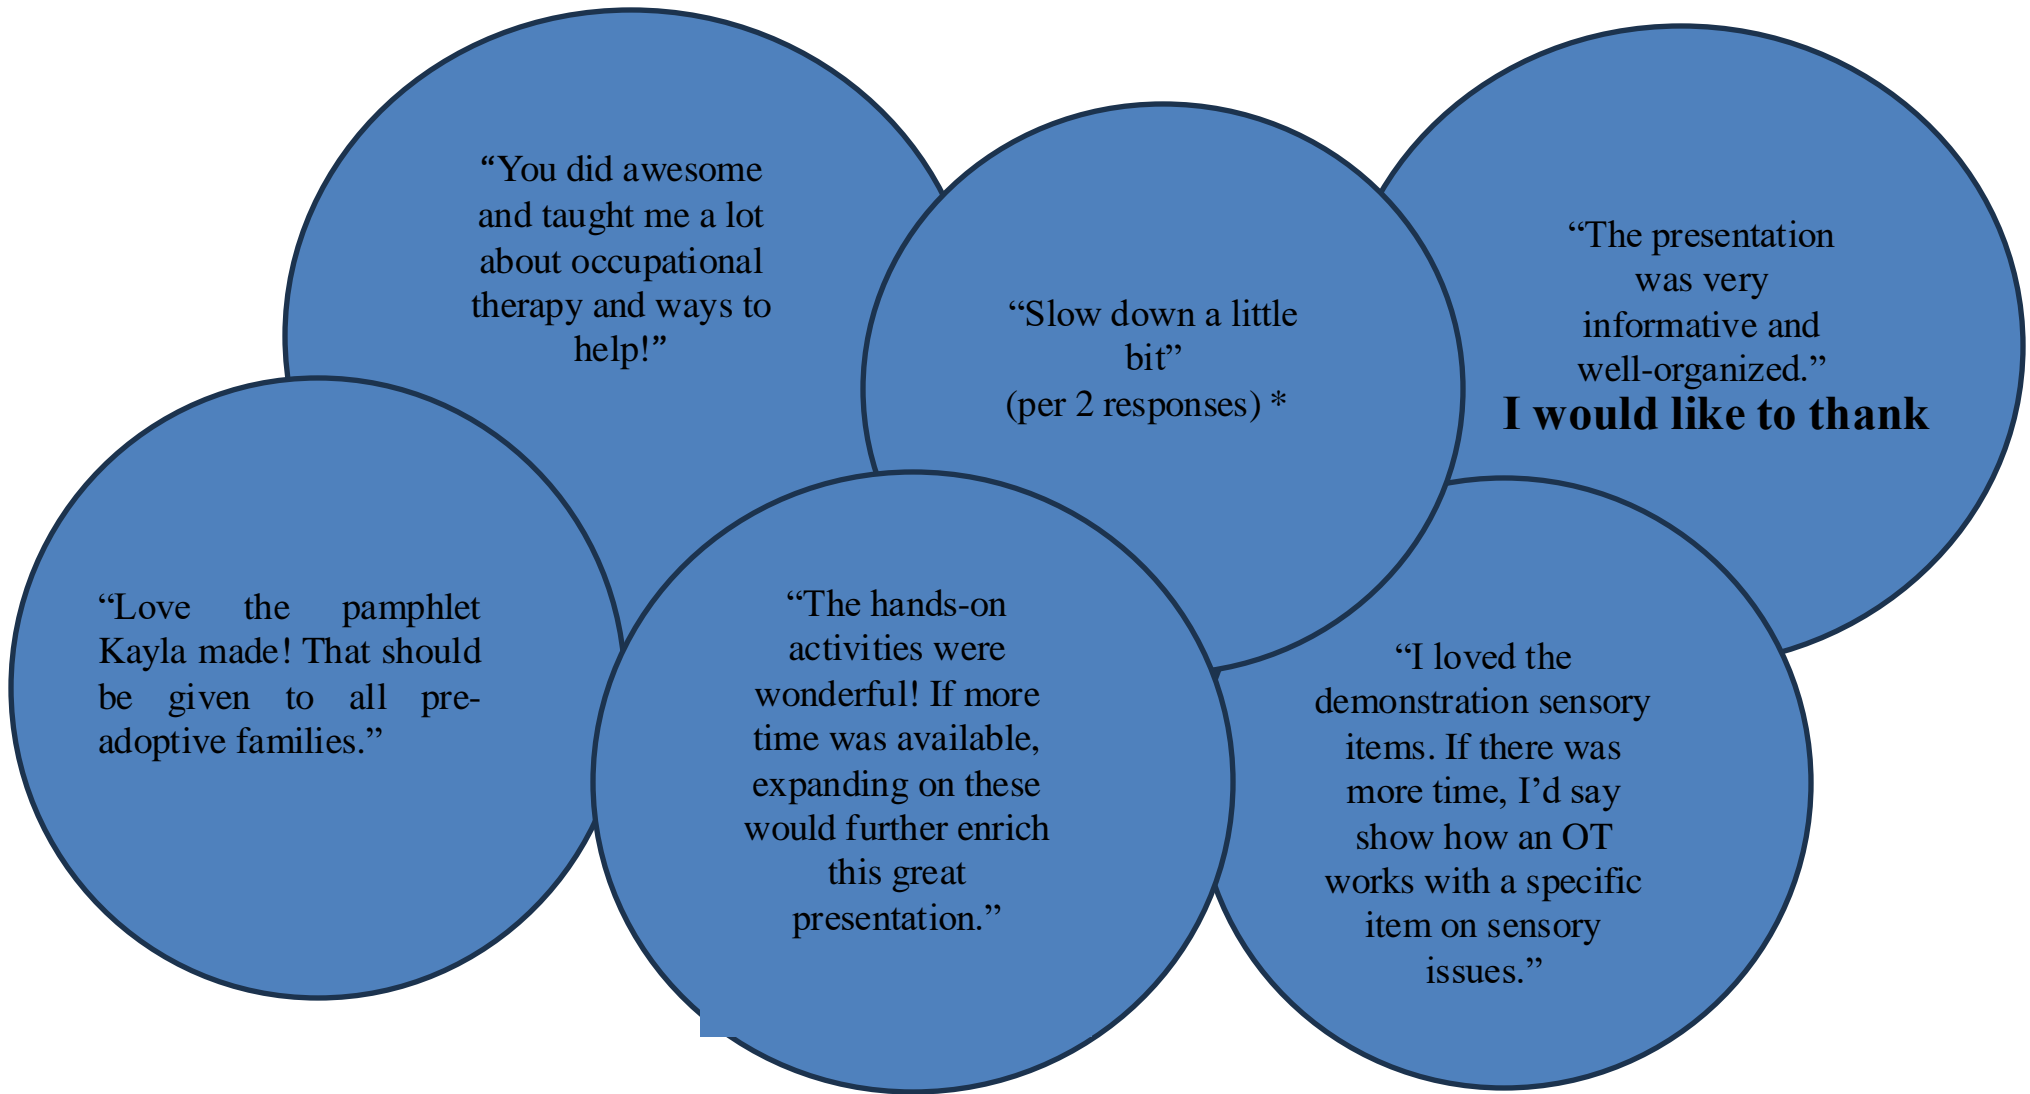 “You did awesome
and taught me a lot
about occupational
therapy and ways to
help!”
“Slow down a little
bit”
(per 2 responses) *
“The presentation
was very
informative and
well-organized.”
I would like to thank
“Love the pamphlet
Kayla made! That should
be given to all pre-
adoptive families.”
“The hands-on
activities were
wonderful! If more
time was available,
expanding on these
would further enrich
this great
presentation.”
“I loved the
demonstration sensory
items. If there was
more time, I’d say
show how an OT
works with a specific
item on sensory
issues.”